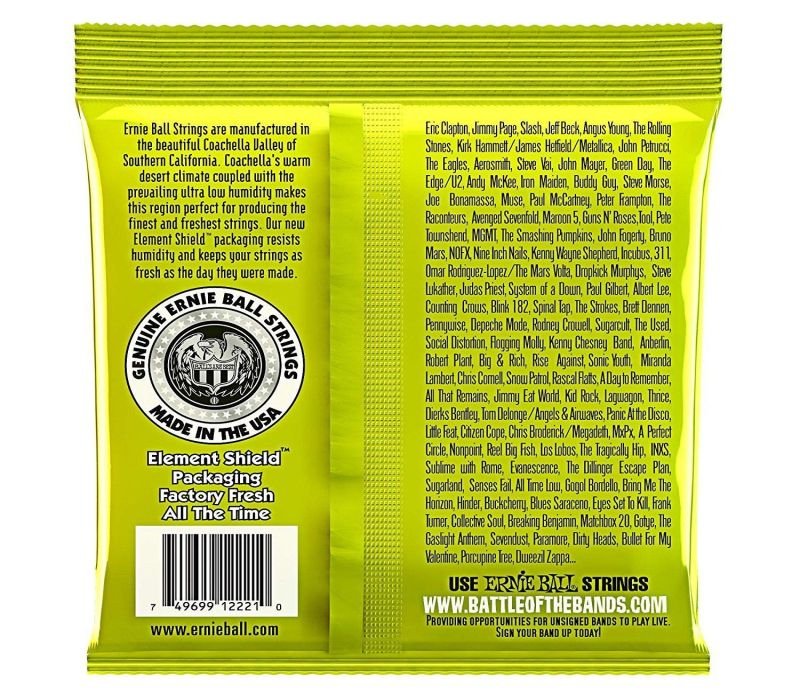 Ernie Ball Strings are manufactured in
the beautiful Coachella Valley of
Southern California. Coachella's warm
desert climate coupled with the
prevailing ultra low humidity makes
this region perfect for producing the
finest and freshest strings. Our new
Element Shield™ packaging resists
humidity and keeps your strings as
fresh as the day they were made.
GENUINE ERNIE BALL STRINGS
MADE IN THE USA
Element Shield™
Packaging
Factory Fresh
All The Time
7 49699 12221 0
www.ernieball.com
Eric Clapton, Jimmy Page, Slash, Jeff Beck, Angus Young, The Rolling
Stones, Kirk Hammett/James Hetfield/Metallica, John Petrucci,
The Eagles, Aerosmith, Steve Vai, John Mayer, Green Day, The
Edge/U2, Andy McKee, Iron Maiden, Buddy Guy, Steve Morse,
Joe Bonamassa, Muse, Paul McCartney, Peter Frampton, The
Raconteurs, Avenged Sevenfold, Maroon 5, Guns N' Roses,Tool, Pete
Townshend, MGMT, The Smashing Pumpkins, John Fogerty, Bruno
Mars, NOFX, Nine Inch Nails, Kenny Wayne Shepherd, Incubus, 311,
Omar Rodriquez-Lopez/The Mars Volta, Dropkick Murphys, Steve
Lukather, Judas Priest, System of a Down, Paul Gilbert, Albert Lee,
Counting Crows, Blink 182, Spinal Tap, The Strokes, Brett Dennen,
Pennywise, Depeche Mode, Rodney Crowell, Sugarcult, The Used,
Social Distortion, Flogging Molly, Kenny Chesney Band, Anberlin,
Robert Plant, Big & Rich, Rise Against, Sonic Youth, Miranda
Lambert, Chris Cornell, Snow Patrol, Rascal Flatts, A Day to Remember,
All That Remains, Jimmy Eat World, Kid Rock, Lagwagon, Thrice,
Dierks Bentley, Tom Delonge/Angels & Airwaves, Panic At the Disco,
Little Feat, Citizen Cope, Chris Broderick/Megadeth, MxPx, A Perfect
Circle, Nonpoint, Reel Big Fish, Los Lobos, The Tragically Hip, INXS,
Sublime with Rome, Evanescence, The Dillinger Escape Plan,
Sugarland, Senses Fail, All Time Low, Gogol Bordello, Bring Me The
Horizon, Hinder, Buckcherry, Blues Saraceno, Eyes Set To Kill, Frank
Turner, Collective Soul, Breaking Benjamin, Matchbox 20, Gotye, The
Gaslight Anthem, Sevendust, Paramore, Dirty Heads, Bullet For My
Valentine, Porcupine Tree, Dweezil Zappa...
USE ERNIE BALL STRINGS
WWW.BATTLEOFTHEBANDS.COM
PROVIDING OPPORTUNITIES FOR UNSIGNED BANDS TO PLAY LIVE.
SIGN YOUR BAND UP TODAY!